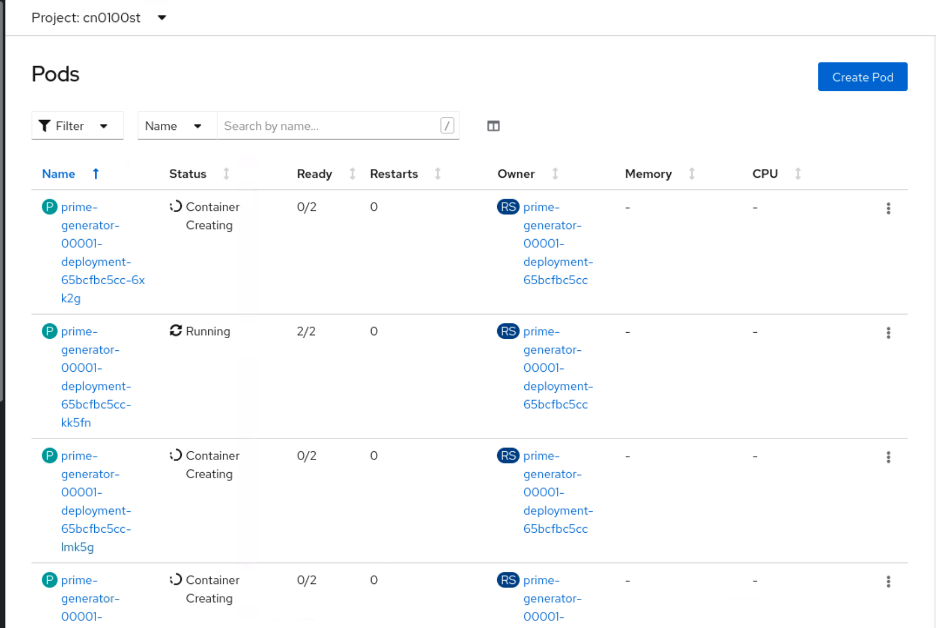 Project: cn0100st
Pods
Create Pod
Filter
Name
Search by name...
/
Name Status Ready Restarts Owner Memory CPU
P prime- Container 0/2 0 RS prime- - -
generator- Creating generator-
00001- 00001-
deployment- deployment-
65bcfbc5cc-6x 65bcfbc5cc
k2g
P prime- Running 2/2 0 RS prime- - -
generator- generator-
00001- 00001-
deployment- deployment-
65bcfbc5cc- 65bcfbc5cc
kk5fn
P prime- Container 0/2 0 RS prime- - -
generator- Creating generator-
00001- 00001-
deployment- deployment-
65bcfbc5cc- 65bcfbc5cc
lmk5g
P prime- Container 0/2 0 RS prime- - -
generator- Creating generator-
00001- 00001-